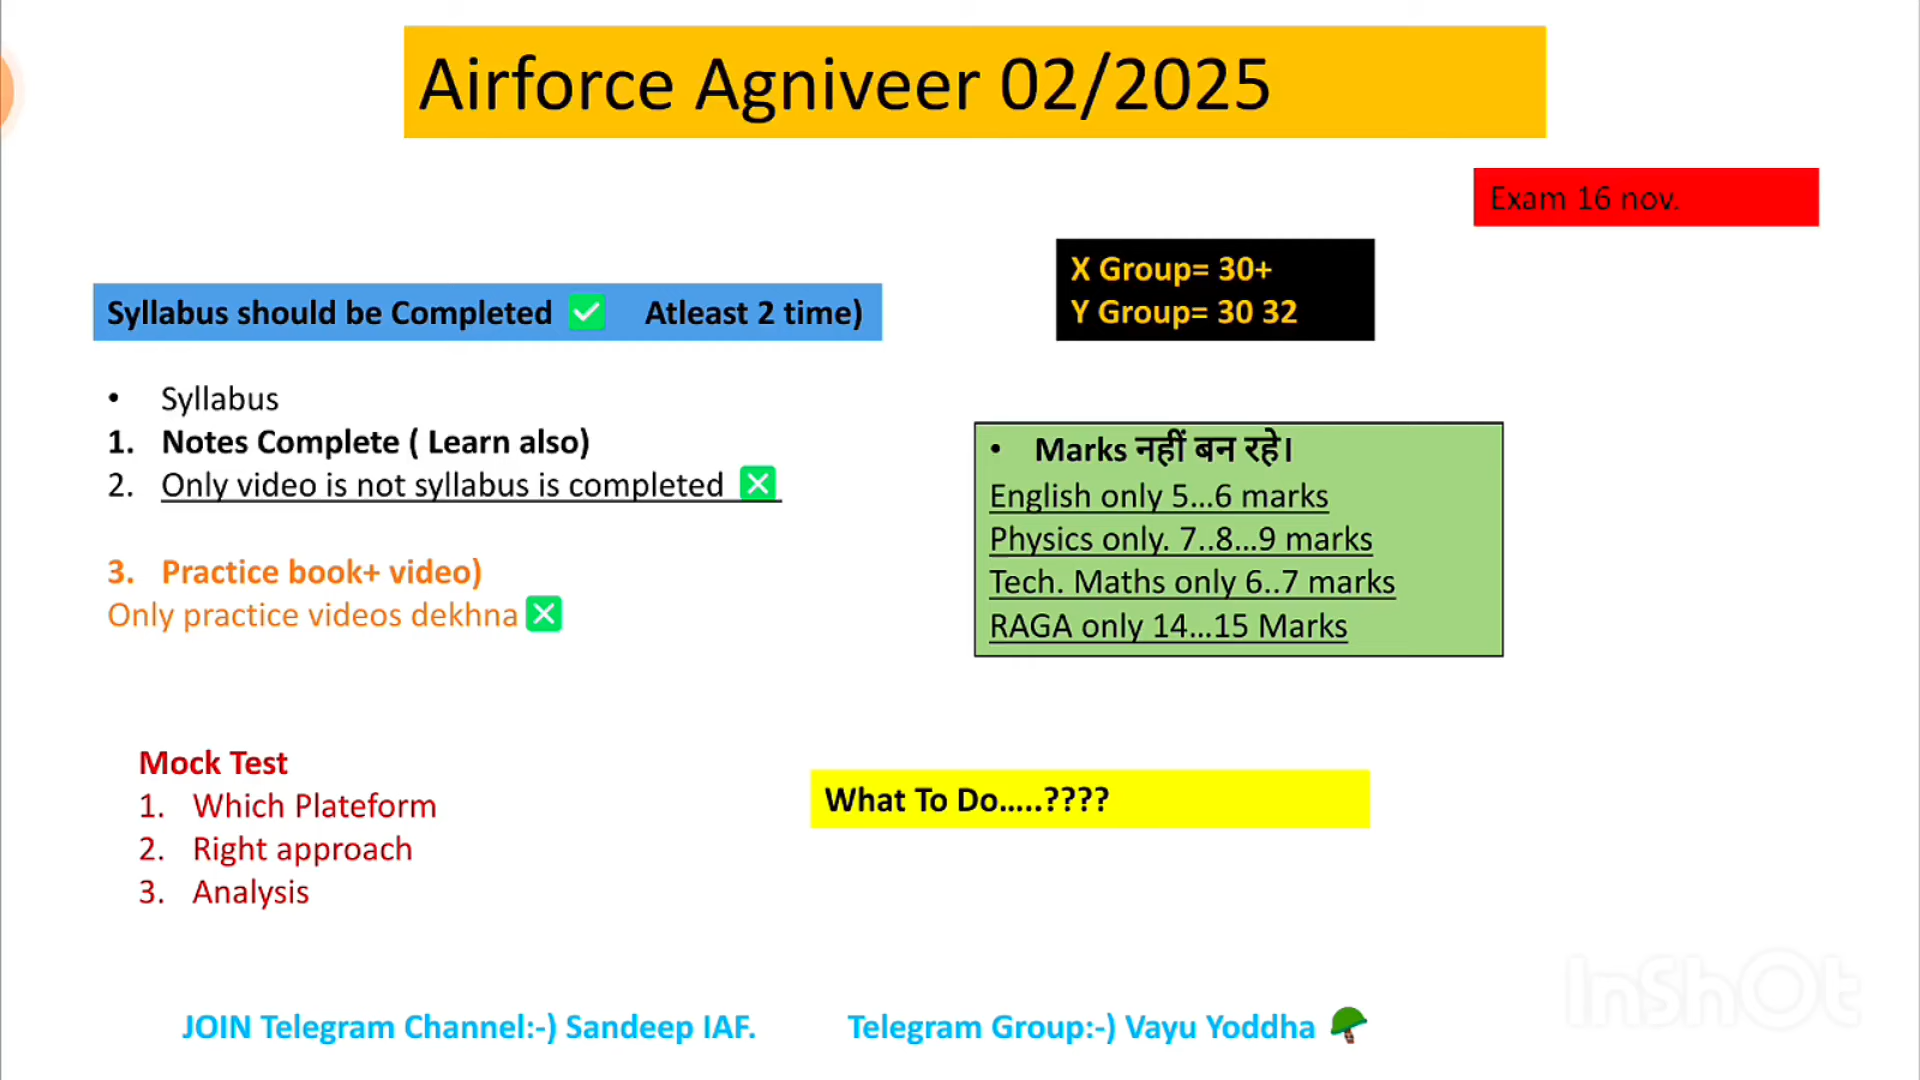 Airforce Agniveer 02/2025
Exam 16 nov.
X Group= 30+
Y Group= 30 32
Syllabus should be Completed ✅ Atleast 2 time)
• Syllabus
1. Notes Complete ( Learn also)
2. Only video is not syllabus is completed ❎
3. Practice book+ video)
Only practice videos dekhna ❎
• Marks नहीं बन रहे।
English only 5...6 marks
Physics only. 7..8...9 marks
Tech. Maths only 6..7 marks
RAGA only 14...15 Marks
Mock Test
1. Which Plateform
2. Right approach
3. Analysis
What To Do.....????
JOIN Telegram Channel:-) Sandeep IAF. Telegram Group:-) Vayu Yoddha
InShOt